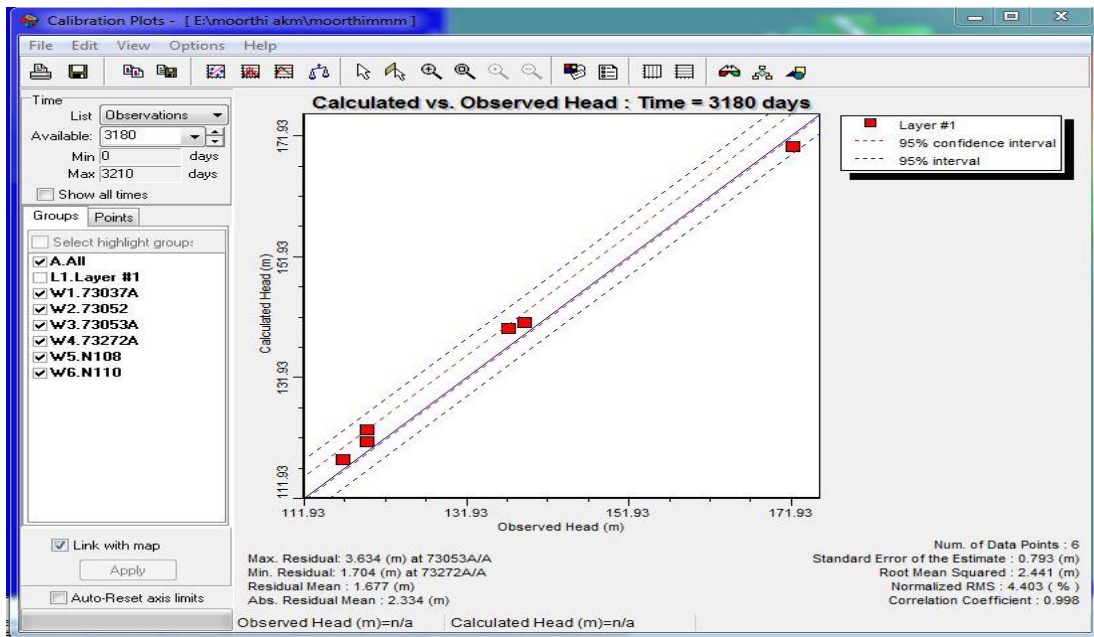 Calibration Plots - [ E:\moorthi akm\moorthimmm ]
File Edit View Options Help
Time
List Observations
Available: 3180
Min 0 days
Max 3210 days
Show all times
Groups Points
Select highlight group:
A.All
L1.Layer #1
W1.73037A
W2.73052
W3.73053A
W4.73272A
W5.N108
W6.N110
Link with map
Apply
Auto-Reset axis limits
Calculated vs. Observed Head : Time = 3180 days
Calculated Head (m)
171.93
151.93
131.93
111.93
111.93 131.93 151.93 171.93
Observed Head (m)
Layer #1
95% confidence interval
95% interval
Max. Residual: 3.634 (m) at 73053A/A
Min. Residual: 1.704 (m) at 73272A/A
Residual Mean : 1.677 (m)
Abs. Residual Mean : 2.334 (m)
Num. of Data Points : 6
Standard Error of the Estimate : 0.793 (m)
Root Mean Squared : 2.441 (m)
Normalized RMS : 4.403 ( % )
Correlation Coefficient : 0.998
Observed Head (m)=n/a Calculated Head (m)=n/a